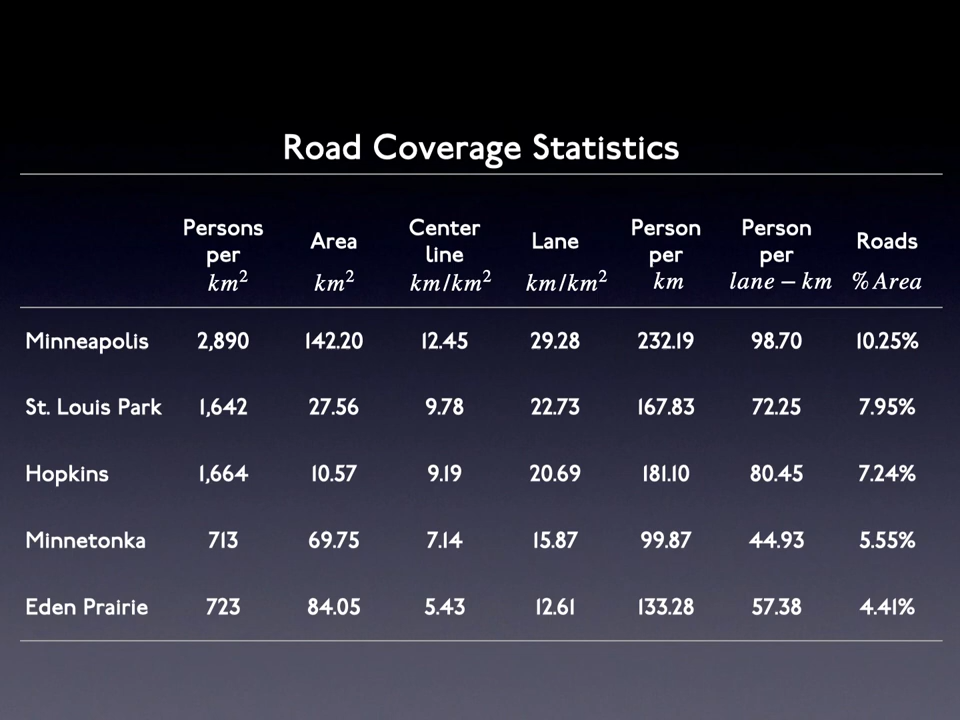 Road Coverage Statistics
Persons per km² Area km² Center line km/km² Lane km/km² Person per km Person per lane – km Roads % Area
Minneapolis 2,890 142.20 12.45 29.28 232.19 98.70 10.25%
St. Louis Park 1,642 27.56 9.78 22.73 167.83 72.25 7.95%
Hopkins 1,664 10.57 9.19 20.69 181.10 80.45 7.24%
Minnetonka 713 69.75 7.14 15.87 99.87 44.93 5.55%
Eden Prairie 723 84.05 5.43 12.61 133.28 57.38 4.41%